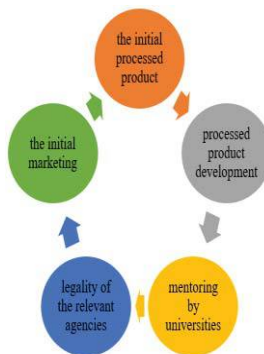 the initial
processed
product
processed
product
development
mentoring
by
universities
legality of
the relevant
agencies
the initial
marketing